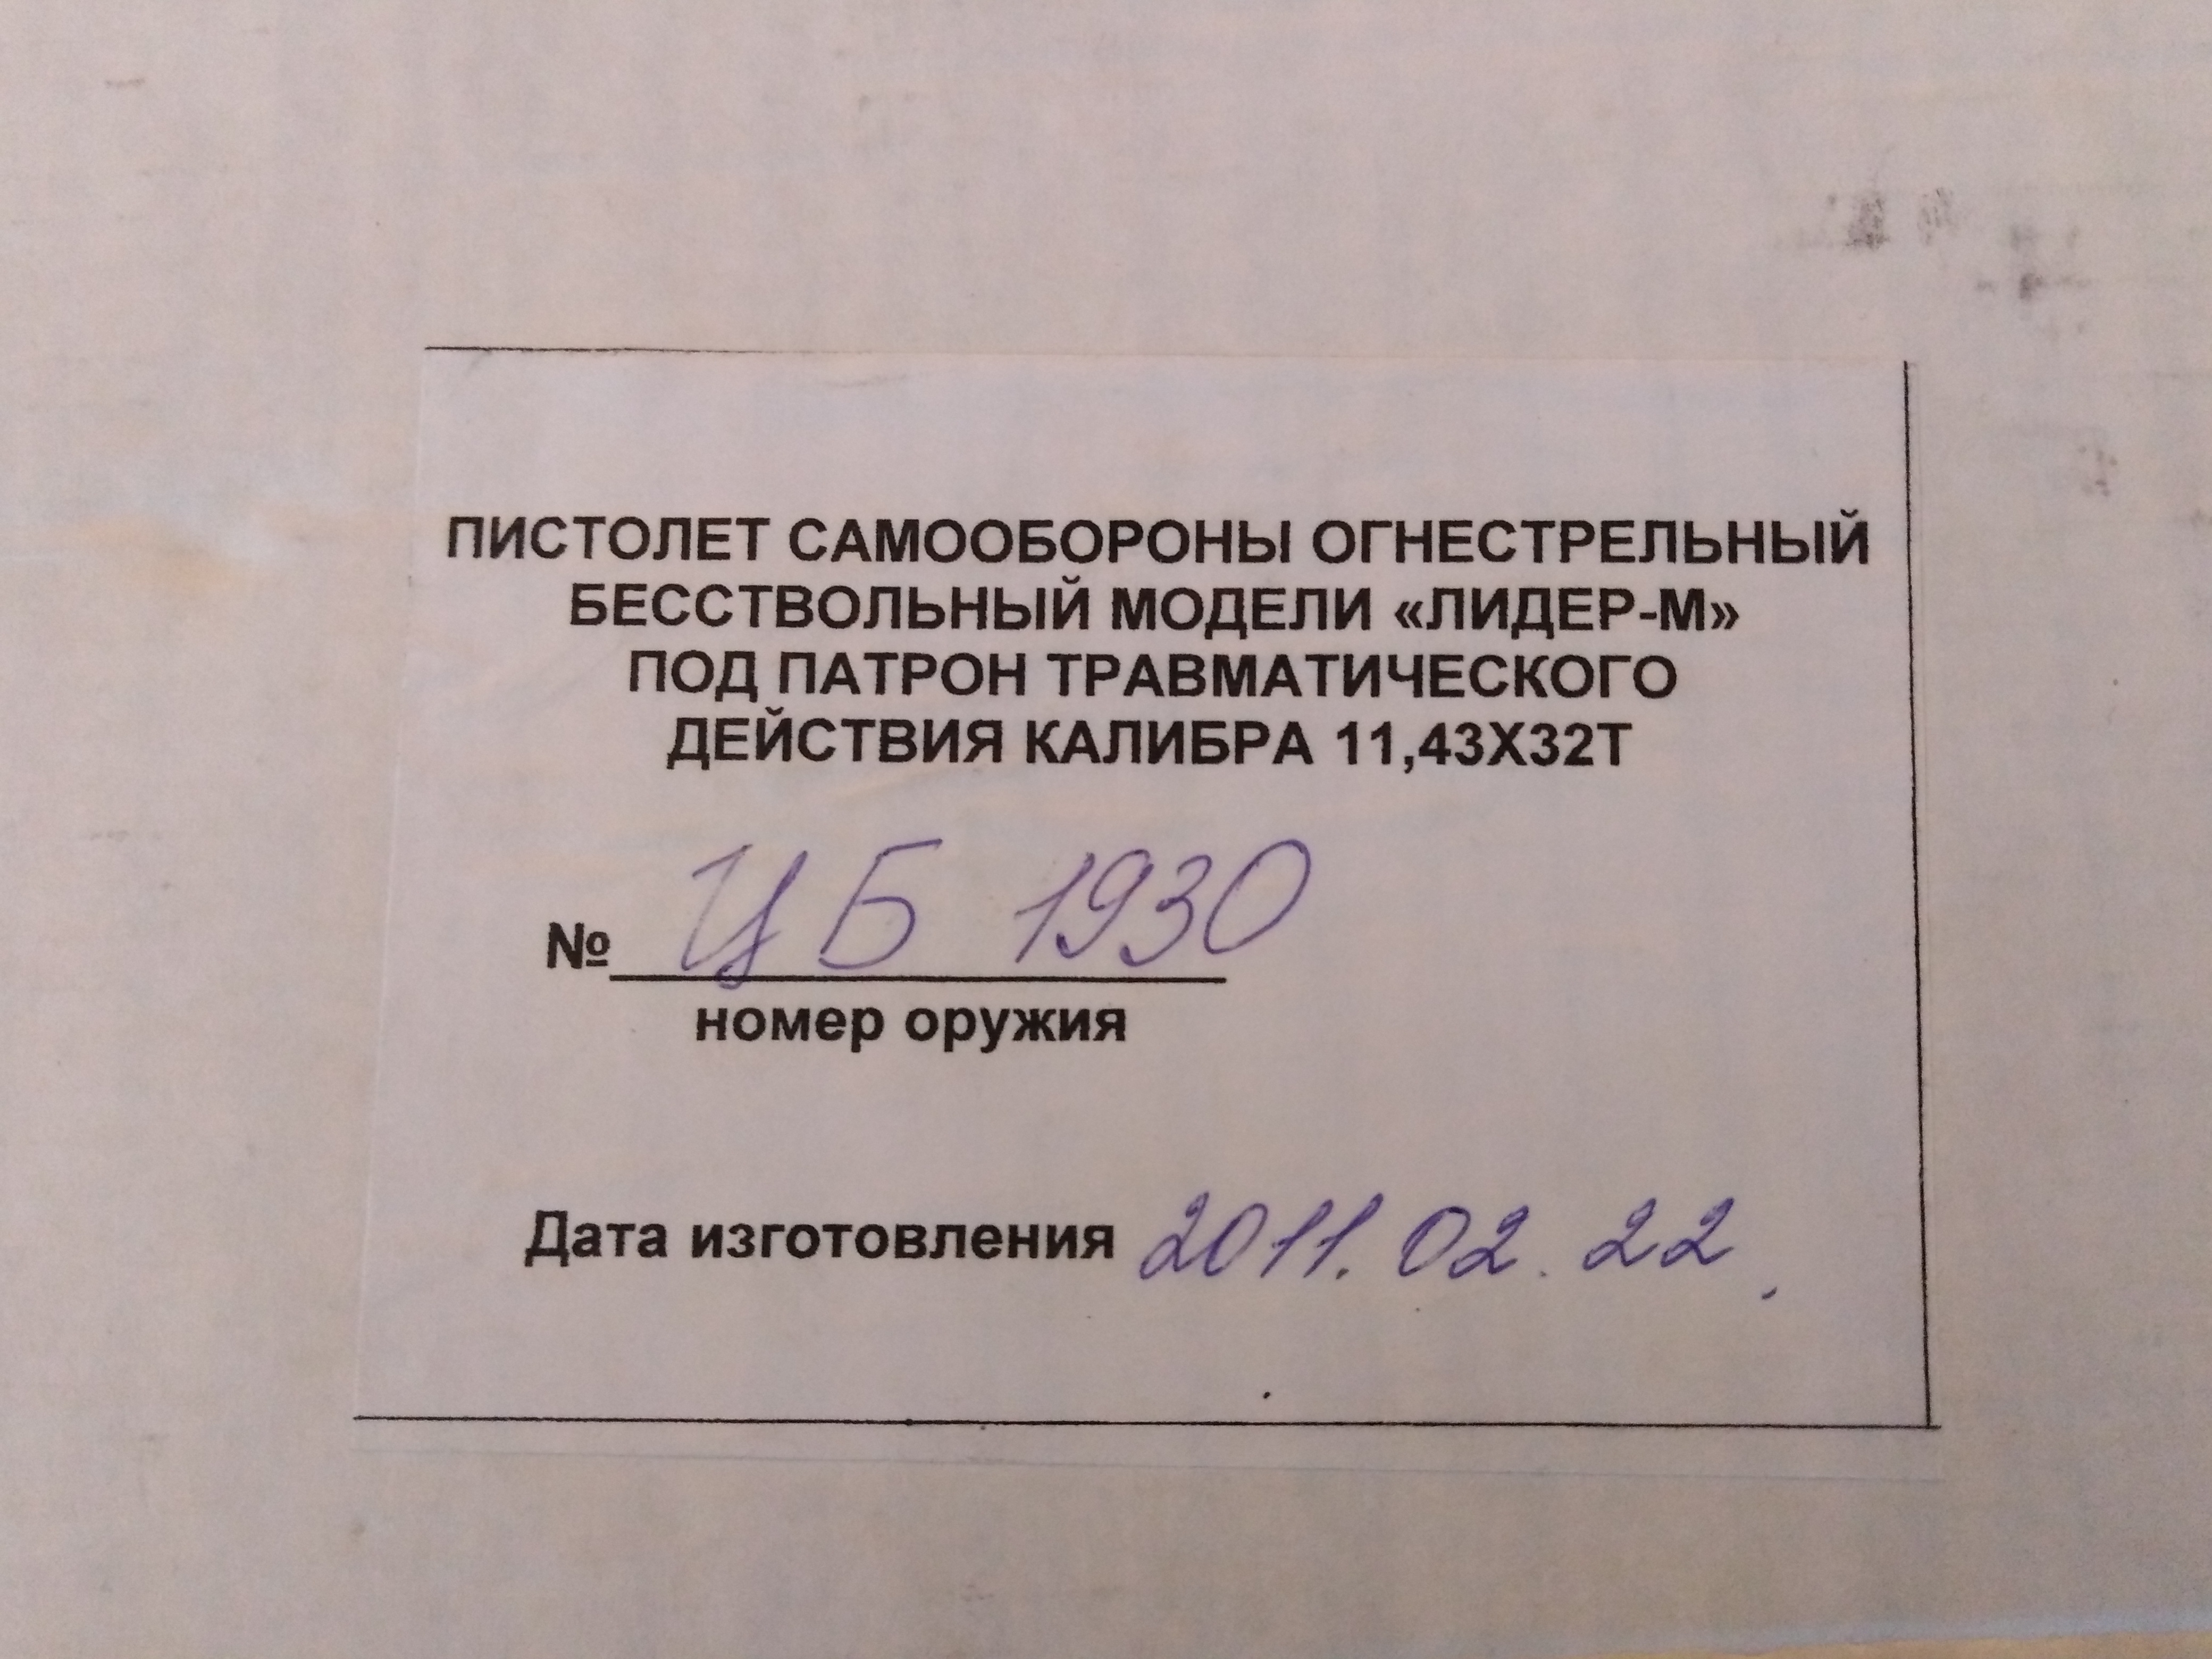 ПИСТОЛЕТ САМООБОРОНЫ ОГНЕСТРЕЛЬНЫЙ
БЕССТВОЛЬНЫЙ МОДЕЛИ «ЛИДЕР-М»
ПОД ПАТРОН ТРАВМАТИЧЕСКОГО
ДЕЙСТВИЯ КАЛИБРА 11,43Х32Т
№ ЦБ 1930
номер оружия
Дата изготовления 2011.02.22.